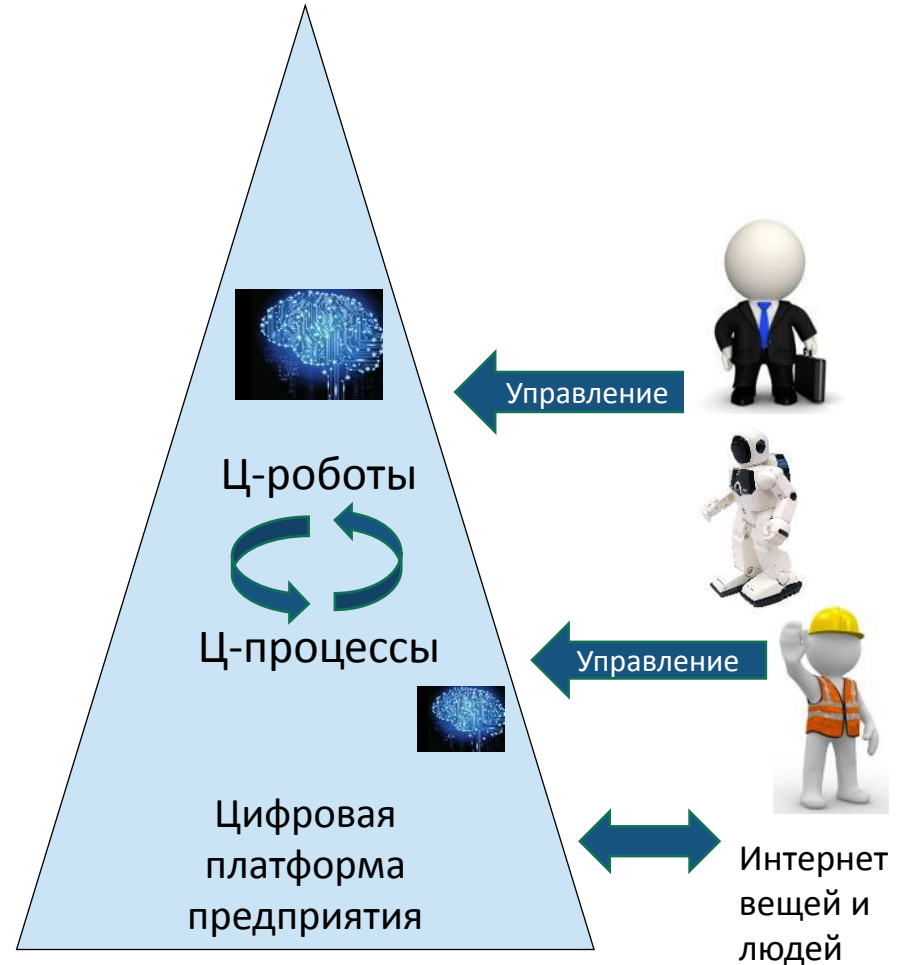 Управление
Ц-роботы
Ц-процессы
Управление
Цифровая
платформа
предприятия
Интернет
вещей и
людей